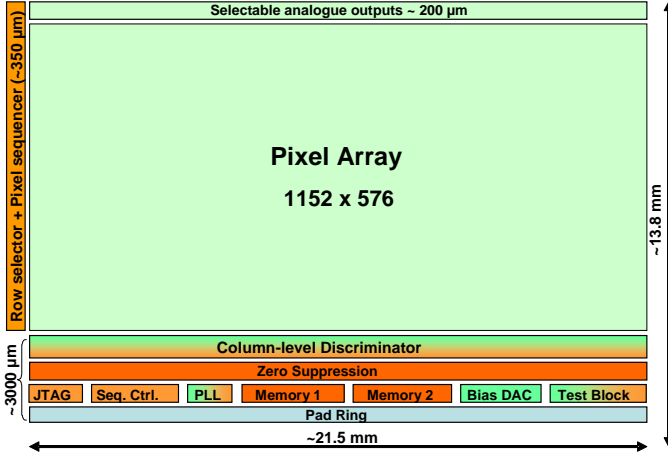 Selectable analogue outputs ~ 200 µm
Row selector + Pixel sequencer (~350 µm)
Pixel Array
1152 x 576
~13.8 mm
Column-level Discriminator
Zero Suppression
~3000 µm
JTAG
Seq. Ctrl.
PLL
Memory 1
Memory 2
Bias DAC
Test Block
Pad Ring
~21.5 mm